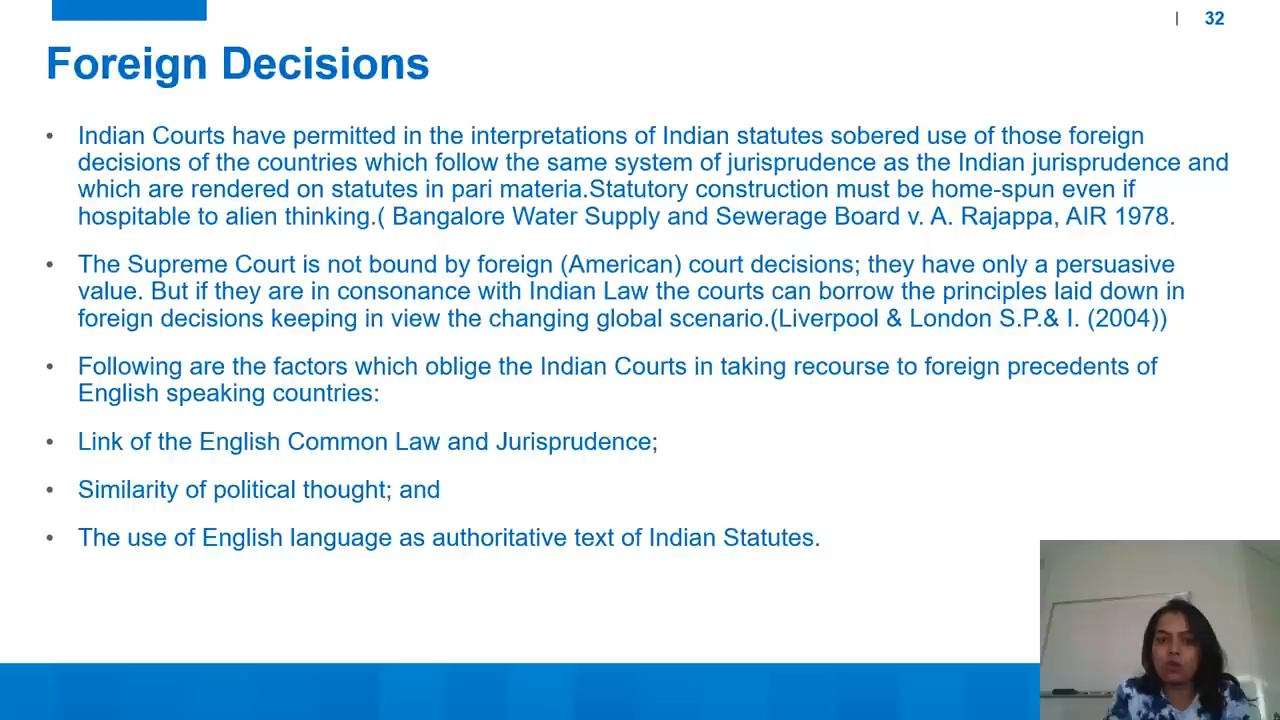 | 32
Foreign Decisions
• Indian Courts have permitted in the interpretations of Indian statutes sobered use of those foreign
decisions of the countries which follow the same system of jurisprudence as the Indian jurisprudence and
which are rendered on statutes in pari materia.Statutory construction must be home-spun even if
hospitable to alien thinking.( Bangalore Water Supply and Sewerage Board v. A. Rajappa, AIR 1978.
• The Supreme Court is not bound by foreign (American) court decisions; they have only a persuasive
value. But if they are in consonance with Indian Law the courts can borrow the principles laid down in
foreign decisions keeping in view the changing global scenario.(Liverpool & London S.P.& I. (2004))
• Following are the factors which oblige the Indian Courts in taking recourse to foreign precedents of
English speaking countries:
• Link of the English Common Law and Jurisprudence;
• Similarity of political thought; and
• The use of English language as authoritative text of Indian Statutes.